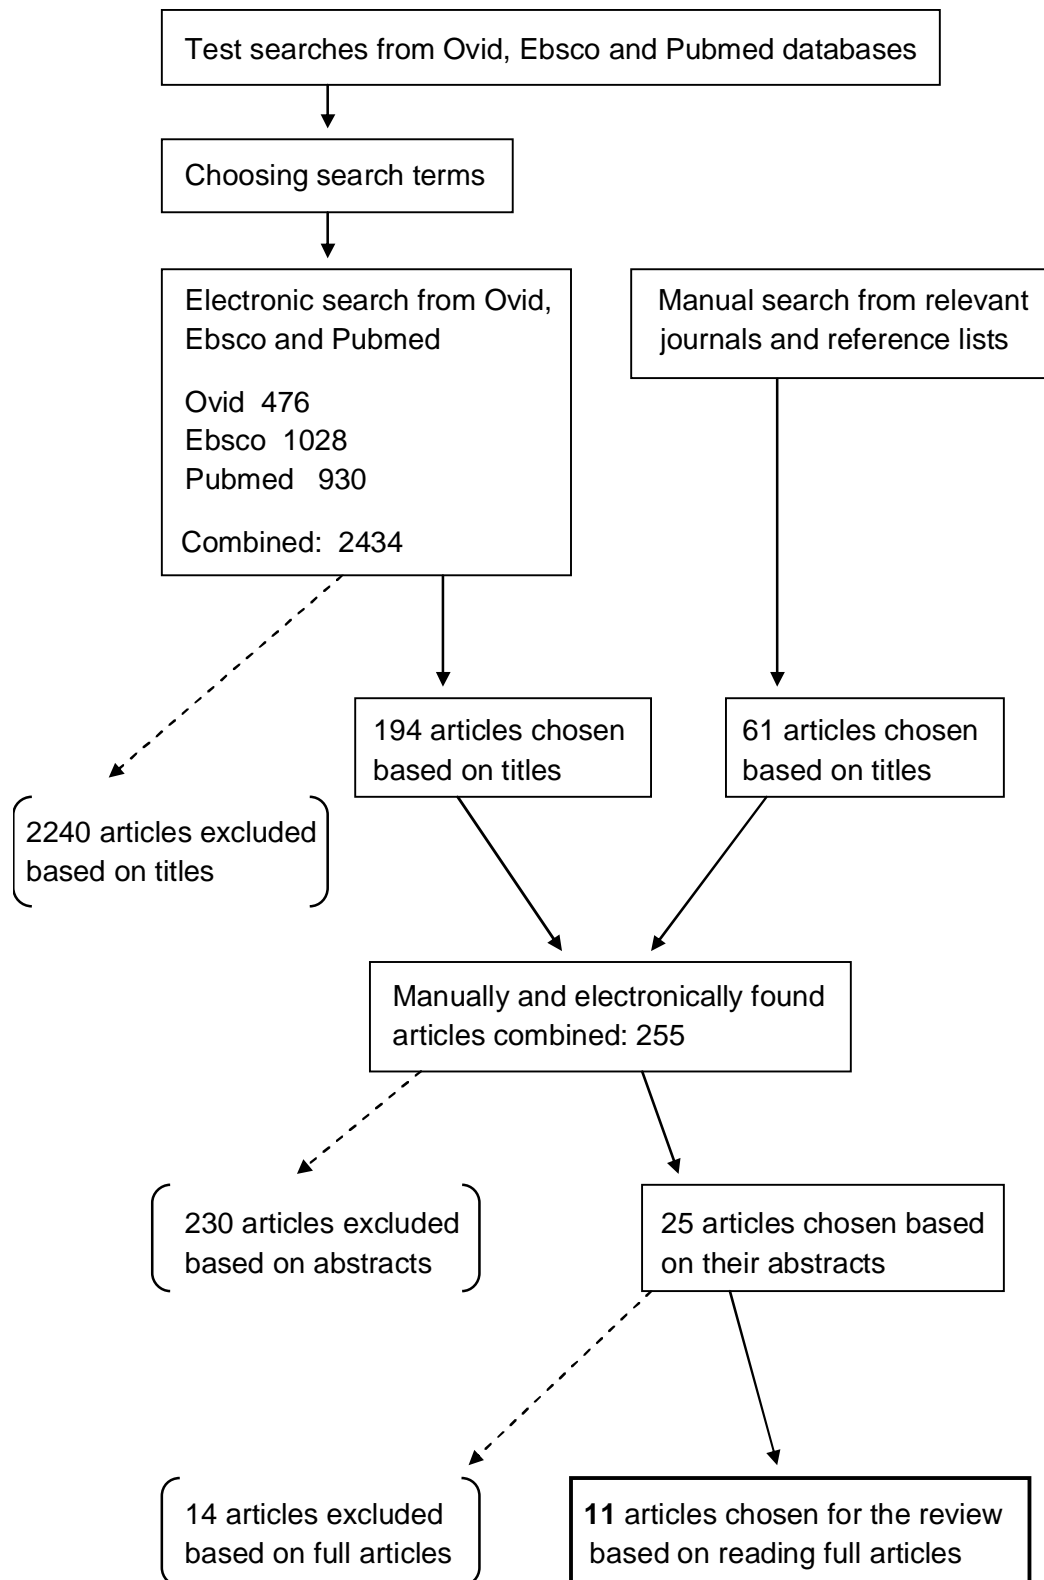 Test searches from Ovid, Ebsco and Pubmed databases
Choosing search terms
Electronic search from Ovid,
Ebsco and Pubmed
Ovid 476
Ebsco 1028
Pubmed 930
Combined: 2434
Manual search from relevant
journals and reference lists
194 articles chosen
based on titles
61 articles chosen
based on titles
2240 articles excluded
based on titles
Manually and electronically found
articles combined: 255
230 articles excluded
based on abstracts
25 articles chosen based
on their abstracts
14 articles excluded
based on full articles
11 articles chosen for the review
based on reading full articles